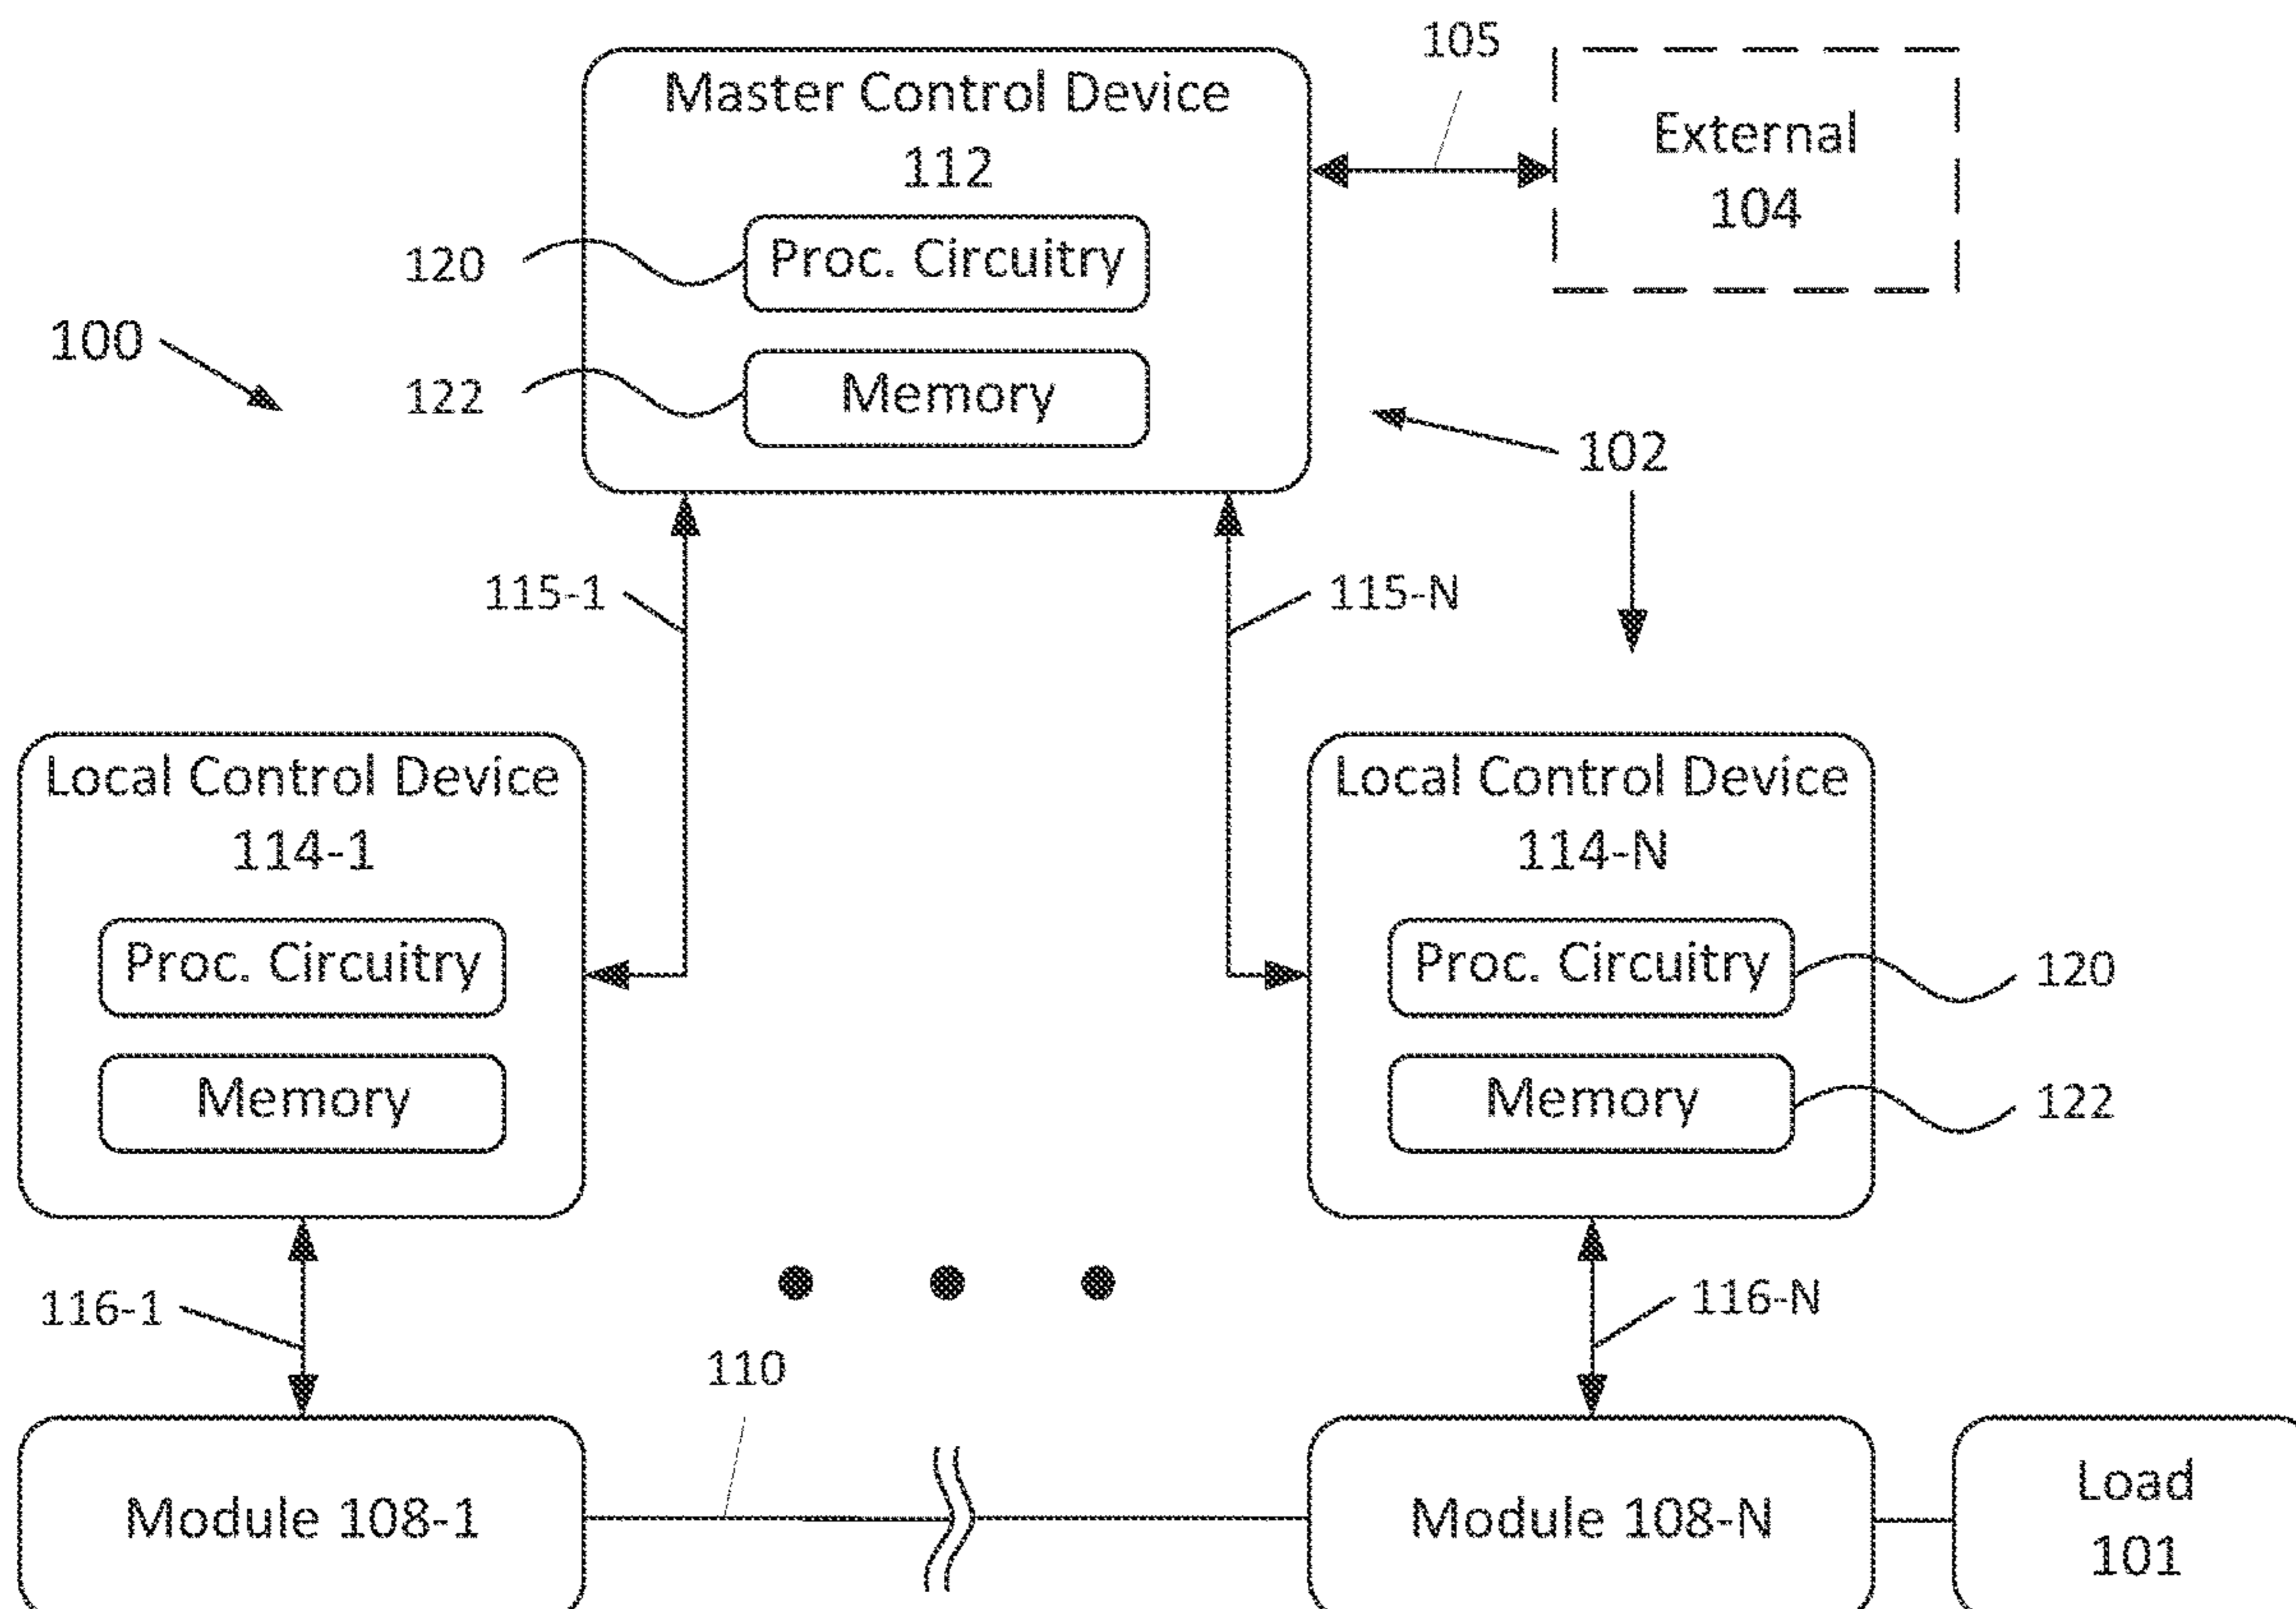 105
Master Control Device
112
External
104
120
Proc. Circuitry
100
122
Memory
102
115-1
115-N
Local Control Device
114-1
Local Control Device
114-N
Proc. Circuitry
Proc. Circuitry
120
Memory
Memory
122
116-1
116-N
110
Module 108-1
Module 108-N
Load
101